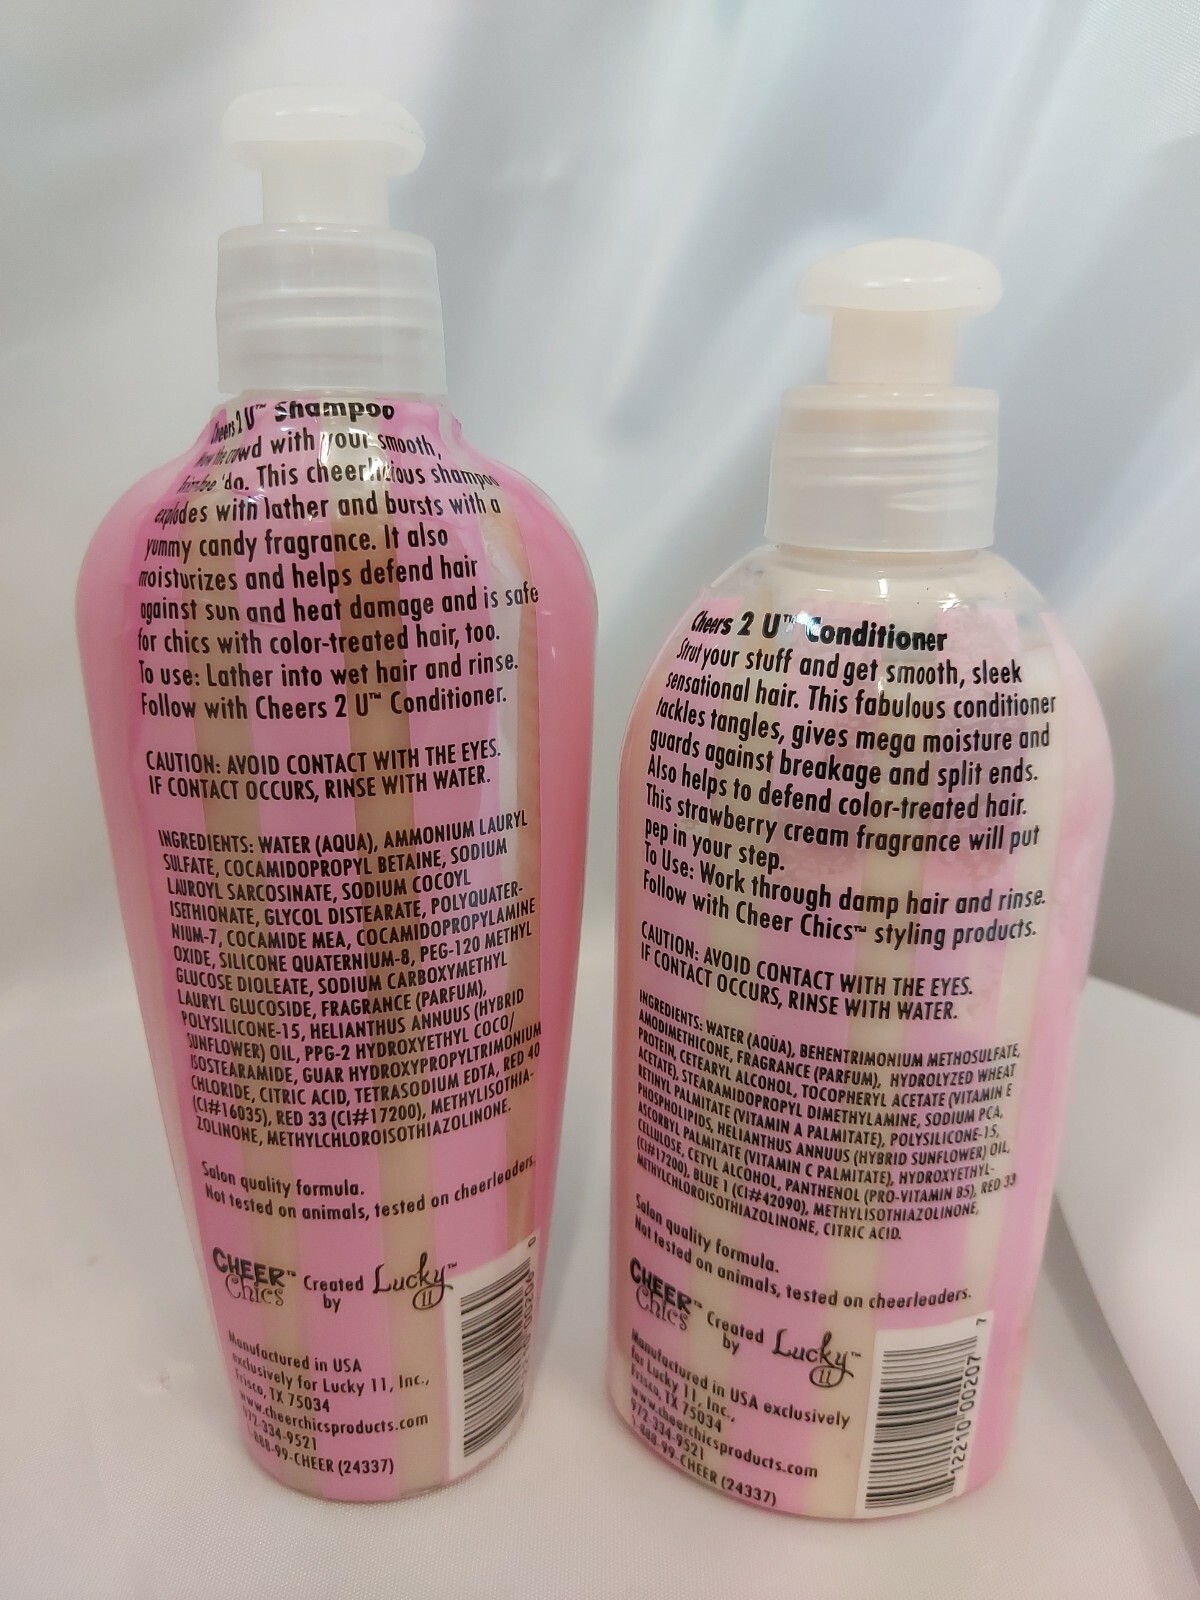 Cheers 2 U™ Shampoo
Wow the crowd with your smooth,
'do. This cheerlicious shampoo
explodes with lather and bursts with a
yummy candy fragrance. It also
moisturizes and helps defend hair
against sun and heat damage and is safe
for chics with color-treated hair, too.
To use: Lather into wet hair and rinse.
Follow with Cheers 2 U™ Conditioner.
CAUTION: AVOID CONTACT WITH THE EYES.
IF CONTACT OCCURS, RINSE WITH WATER.
INGREDIENTS: WATER (AQUA), AMMONIUM LAURYL
SULFATE, COCAMIDOPROPYL BETAINE, SODIUM
LAUROYL SARCOSINATE, SODIUM COCOYL
ISETHIONATE, GLYCOL DISTEARATE, POLYQUATER-
NIUM-7, COCAMIDE MEA, COCAMIDOPROPYLAMINE
OXIDE, SILICONE QUATERNIUM-8, PEG-120 METHYL
GLUCOSE DIOLEATE, SODIUM CARBOXYMETHYL
LAURYL GLUCOSIDE, FRAGRANCE (PARFUM),
POLYSILICONE-15, HELIANTHUS ANNUUS (HYBRID
SUNFLOWER) OIL, PPG-2 HYDROXYETHYL COCO/
ISOSTEARAMIDE, GUAR HYDROXYPROPYLTRIMONIUM
CHLORIDE, CITRIC ACID, TETRASODIUM EDTA, RED 40
(CI#16035), RED 33 (CI#17200), METHYLISOTHIA-
ZOLINONE, METHYLCHLOROISOTHIAZOLINONE.
Salon quality formula.
Not tested on animals, tested on cheerleaders.
CHEER™ Chics Created by Lucky 11™
Manufactured in USA
exclusively for Lucky 11, Inc.,
Frisco, TX 75034
www.cheerchicsproducts.com
972-334-9521
1-888-99-CHEER (24337)
Cheers 2 U™ Conditioner
Strut your stuff and get smooth, sleek
sensational hair. This fabulous conditioner
tackles tangles, gives mega moisture and
guards against breakage and split ends.
Also helps to defend color-treated hair.
This strawberry cream fragrance will put
pep in your step.
To Use: Work through damp hair and rinse.
Follow with Cheer Chics™ styling products.
CAUTION: AVOID CONTACT WITH THE EYES.
IF CONTACT OCCURS, RINSE WITH WATER.
INGREDIENTS: WATER (AQUA), BEHENTRIMONIUM METHOSULFATE,
AMODIMETHICONE, FRAGRANCE (PARFUM), HYDROLYZED WHEAT
PROTEIN, CETEARYL ALCOHOL, TOCOPHERYL ACETATE (VITAMIN E
ACETATE), STEARAMIDOPROPYL DIMETHYLAMINE, SODIUM PCA,
RETINYL PALMITATE (VITAMIN A PALMITATE), POLYSILICONE-15,
PHOSPHOLIPIDS, HELIANTHUS ANNUUS (HYBRID SUNFLOWER) OIL,
ASCORBYL PALMITATE (VITAMIN C PALMITATE), HYDROXYETHYL-
CELLULOSE, CETYL ALCOHOL, PANTHENOL (PRO-VITAMIN B5), RED 33
(CI#17200), BLUE 1 (CI#42090), METHYLISOTHIAZOLINONE,
METHYLCHLOROISOTHIAZOLINONE, CITRIC ACID.
Salon quality formula.
Not tested on animals, tested on cheerleaders.
CHEER™ Chics Created by Lucky 11™
Manufactured in USA exclusively
for Lucky 11, Inc.,
Frisco, TX 75034
www.cheerchicsproducts.com
972-334-9521
1-888-99-CHEER (24337)
12210 00207 7